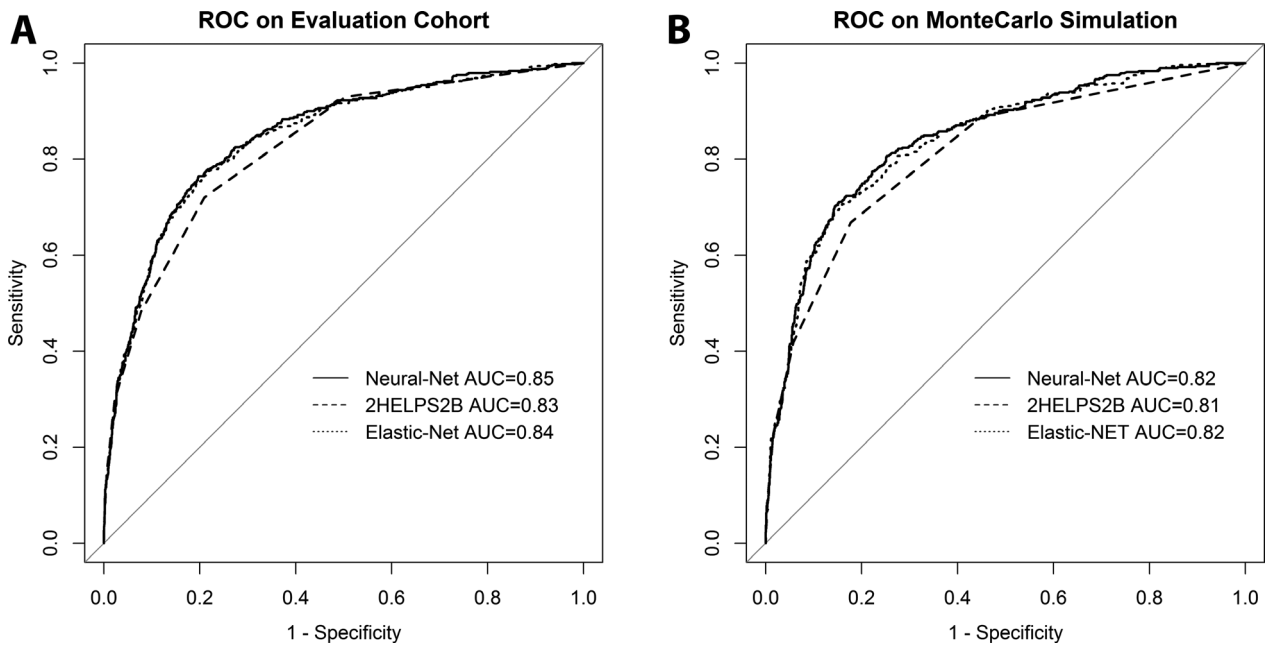 A
ROC on Evaluation Cohort
Sensitivity
1.0
0.8
0.6
0.4
0.2
0.0
Neural-Net AUC=0.85
2HELPS2B AUC=0.83
Elastic-Net AUC=0.84
0.0 0.2 0.4 0.6 0.8 1.0
1 - Specificity
B
ROC on MonteCarlo Simulation
Sensitivity
1.0
0.8
0.6
0.4
0.2
0.0
Neural-Net AUC=0.82
2HELPS2B AUC=0.81
Elastic-NET AUC=0.82
0.0 0.2 0.4 0.6 0.8 1.0
1 - Specificity